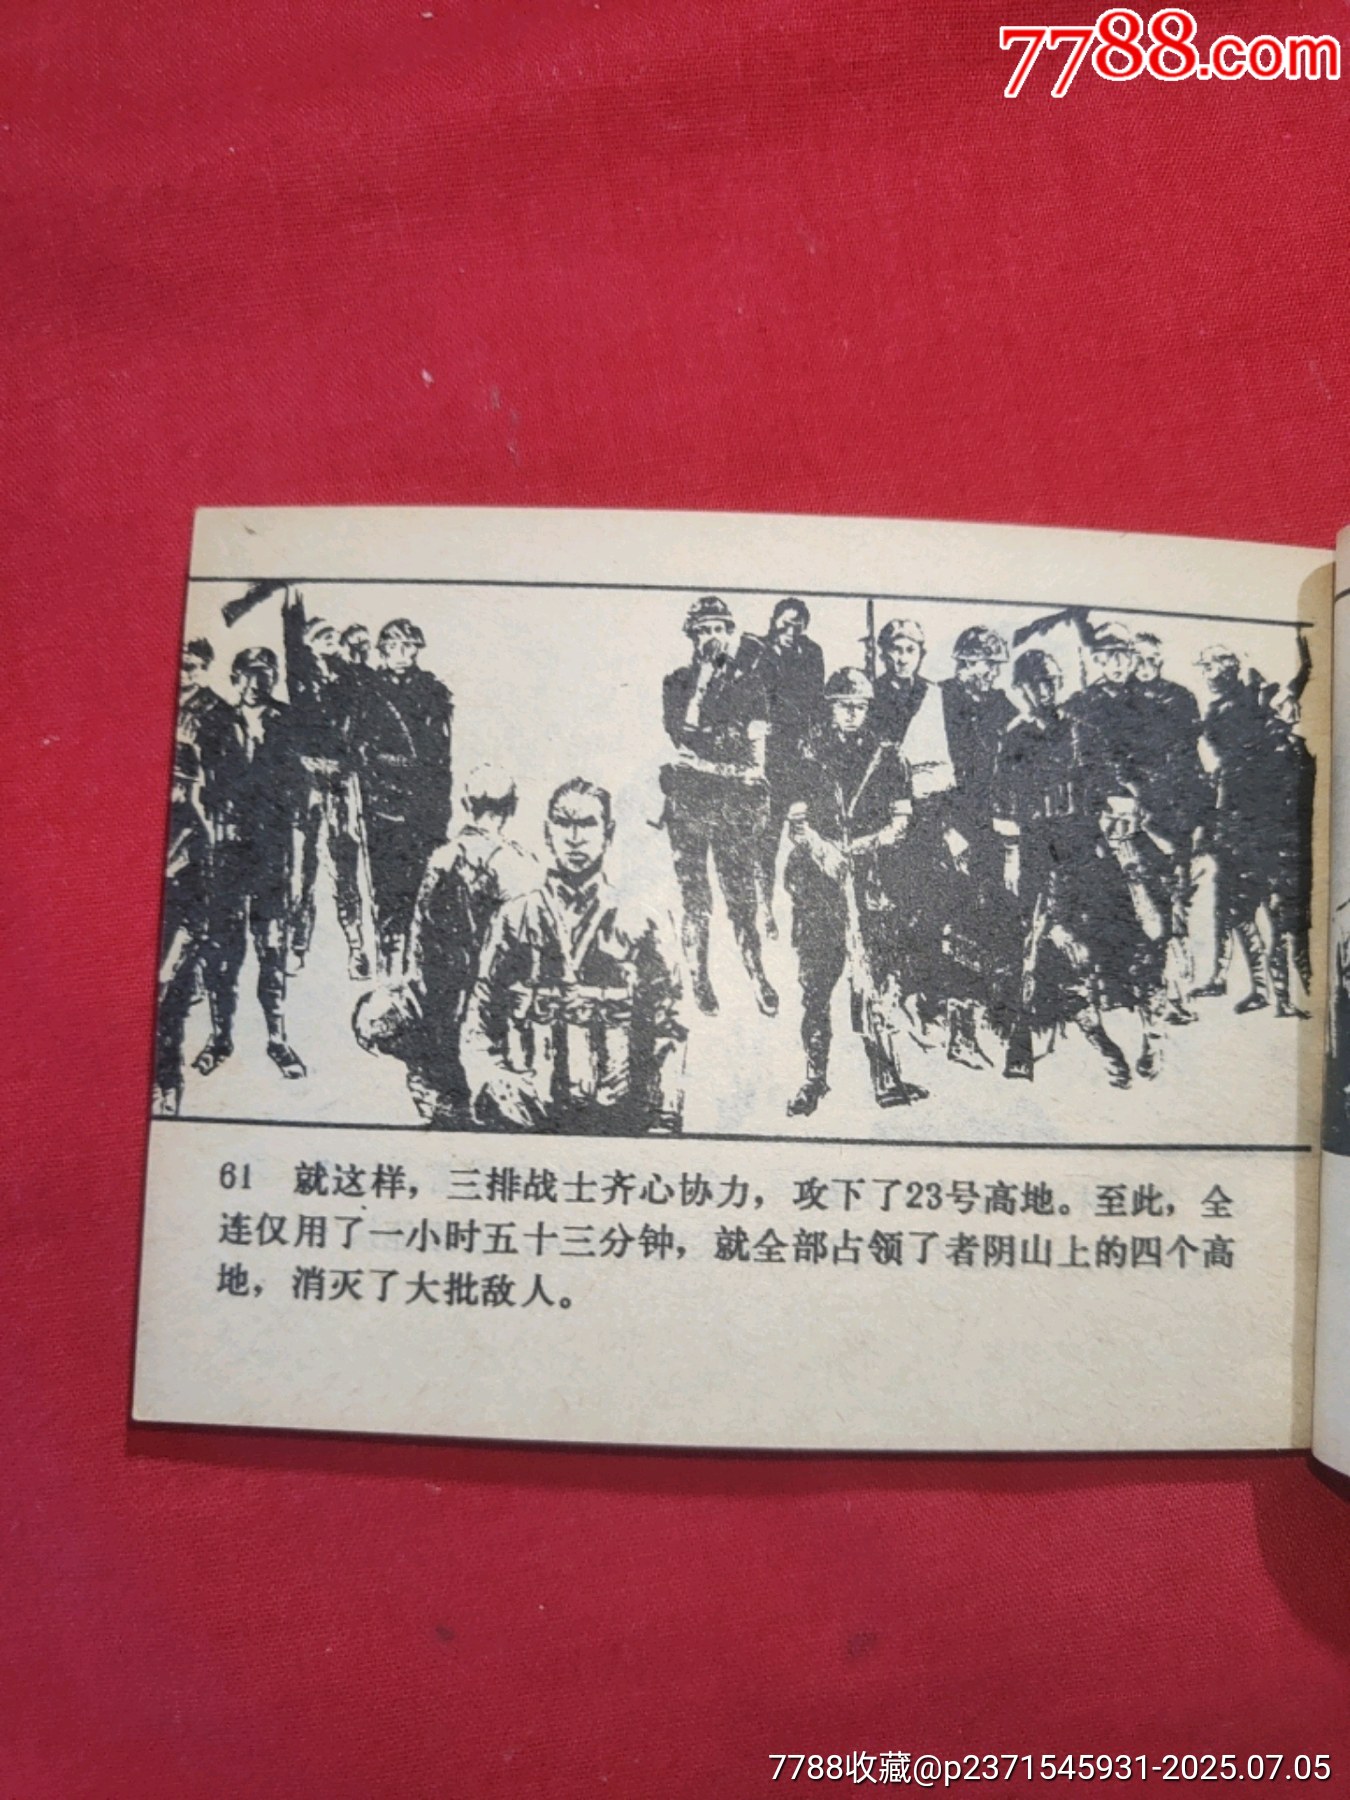 7788.com
61 就这样，三排战士齐心协力，攻下了23号高地。至此，全
连仅用了一小时五十三分钟，就全部占领了者阴山上的四个高
地，消灭了大批敌人。
7788收藏@p2371545931-2025.07.05